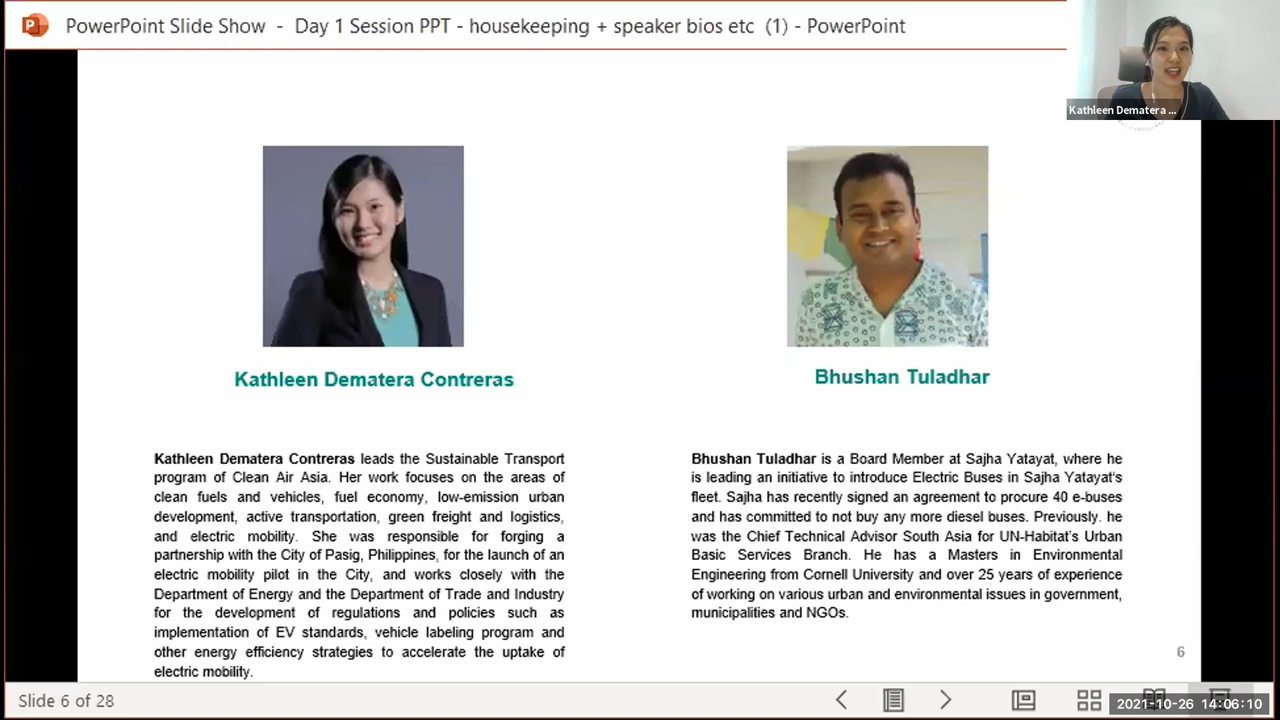 PowerPoint Slide Show - Day 1 Session PPT - housekeeping + speaker bios etc (1) - PowerPoint
Kathleen Dematera ...
Kathleen Dematera Contreras
Kathleen Dematera Contreras leads the Sustainable Transport
program of Clean Air Asia. Her work focuses on the areas of
clean fuels and vehicles, fuel economy, low-emission urban
development, active transportation, green freight and logistics,
and electric mobility. She was responsible for forging a
partnership with the City of Pasig, Philippines, for the launch of an
electric mobility pilot in the City, and works closely with the
Department of Energy and the Department of Trade and Industry
for the development of regulations and policies such as
implementation of EV standards, vehicle labeling program and
other energy efficiency strategies to accelerate the uptake of
electric mobility.
Bhushan Tuladhar
Bhushan Tuladhar is a Board Member at Sajha Yatayat, where he
is leading an initiative to introduce Electric Buses in Sajha Yatayat's
fleet. Sajha has recently signed an agreement to procure 40 e-buses
and has committed to not buy any more diesel buses. Previously. he
was the Chief Technical Advisor South Asia for UN-Habitat's Urban
Basic Services Branch. He has a Masters in Environmental
Engineering from Cornell University and over 25 years of experience
of working on various urban and environmental issues in government,
municipalities and NGOs.
6
Slide 6 of 28
2021-10-26 14:06:10